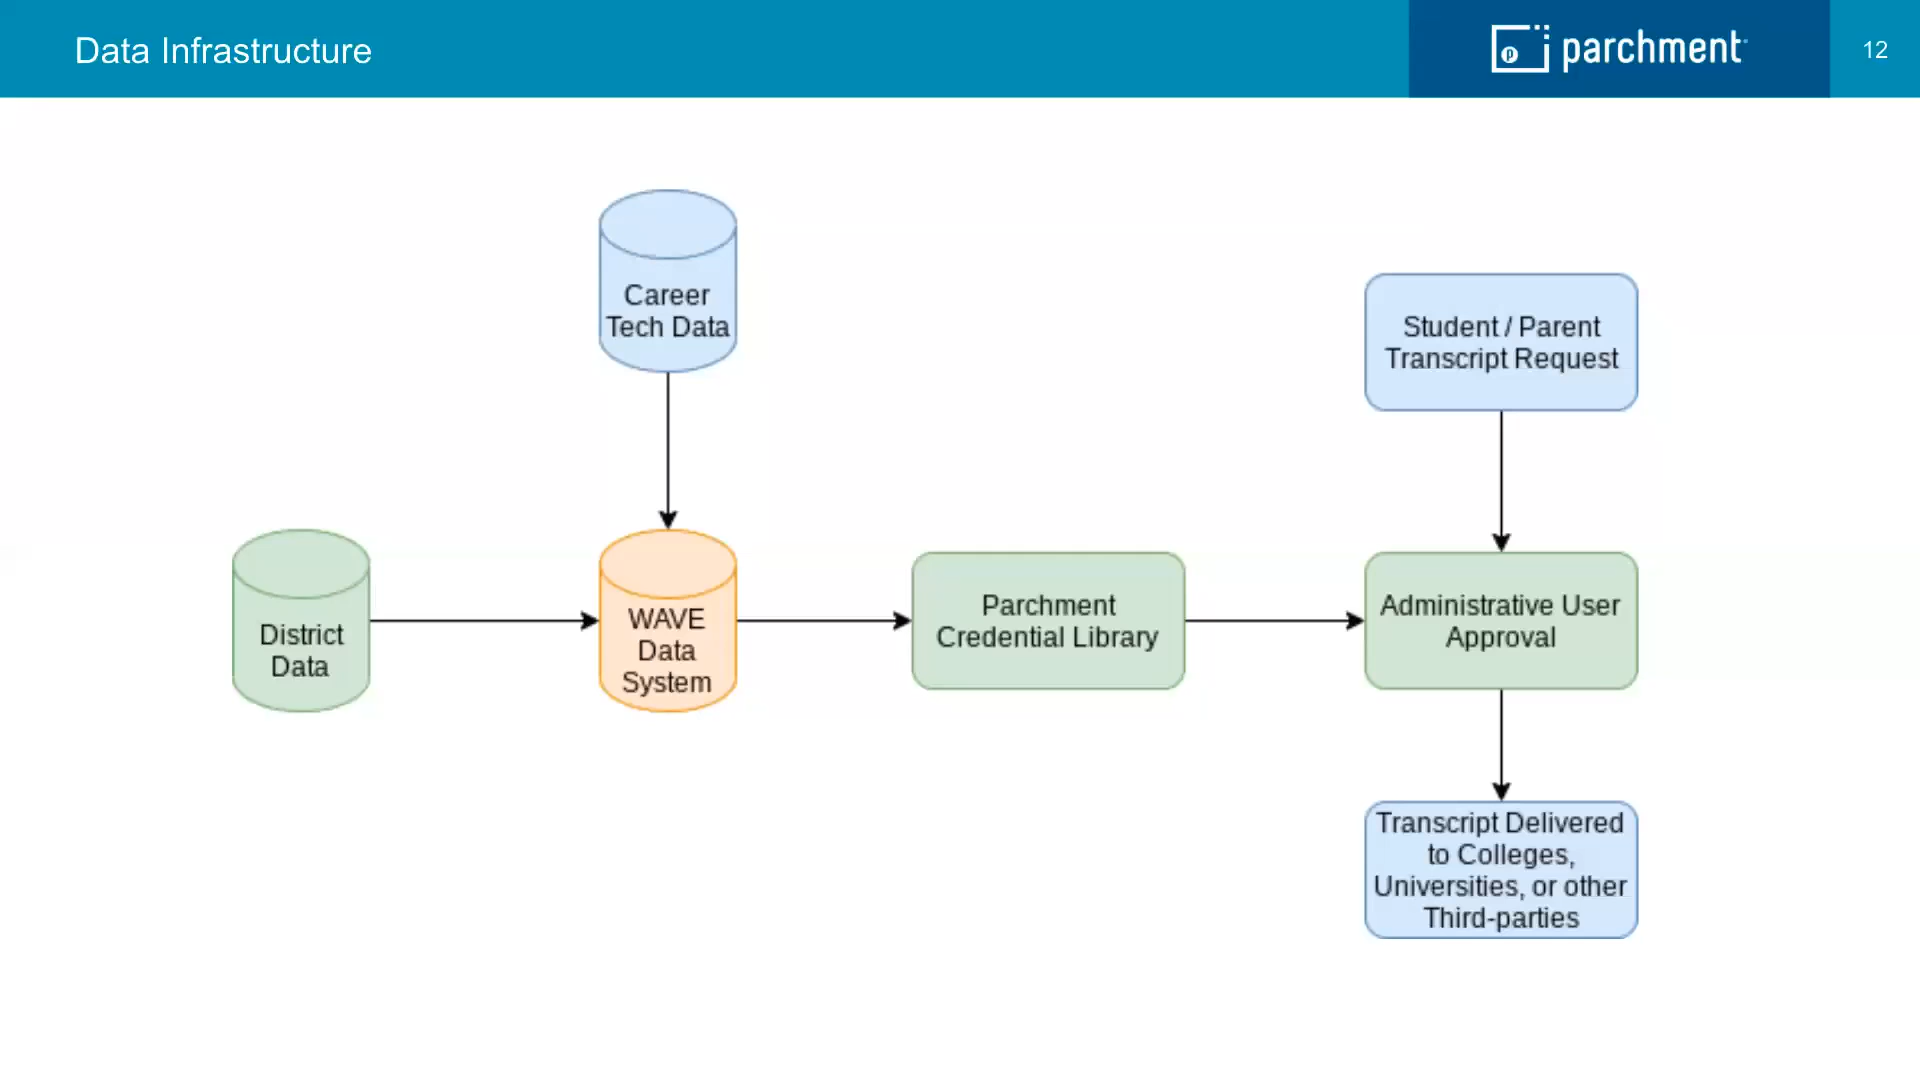 Data Infrastructure
parchment
12
Career
Tech Data
Student / Parent
Transcript Request
District
Data
WAVE
Data
System
Parchment
Credential Library
Administrative User
Approval
Transcript Delivered
to Colleges,
Universities, or other
Third-parties